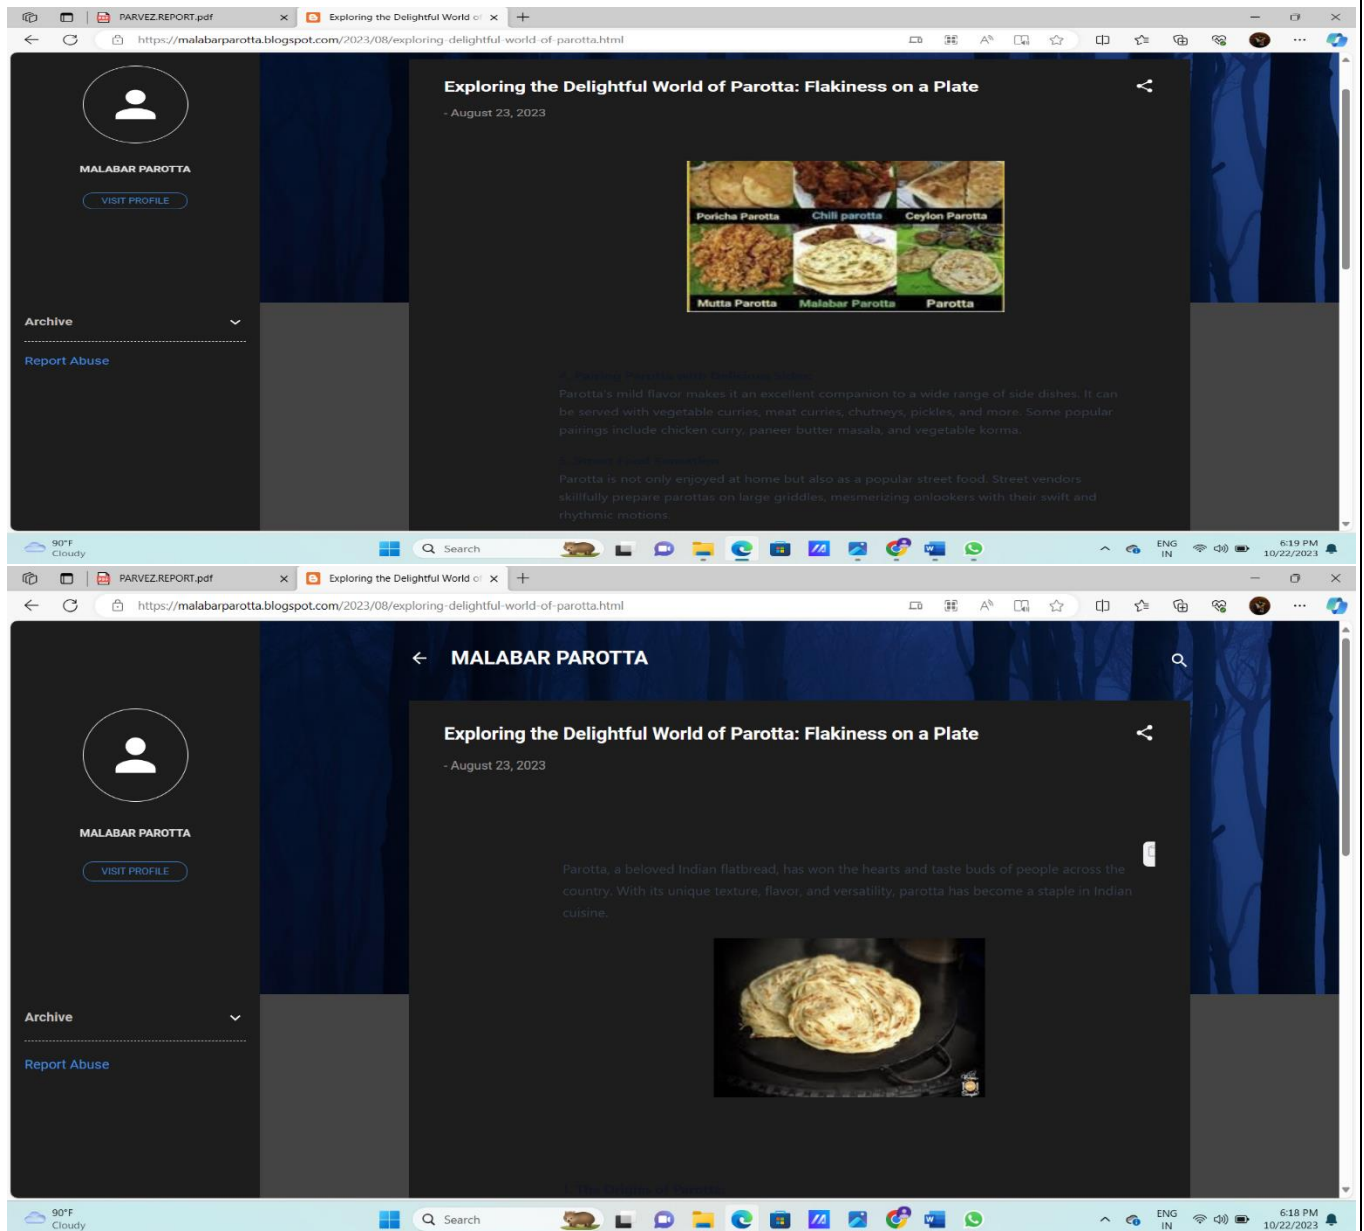 PARVEZ.REPORT.pdf
Exploring the Delightful World of
https://malabarparotta.blogspot.com/2023/08/exploring-delightful-world-of-parotta.html
MALABAR PAROTTA
VISIT PROFILE
Archive
Report Abuse
Exploring the Delightful World of Parotta: Flakiness on a Plate
- August 23, 2023
Poricha Parotta Chili parotta Ceylon Parotta
Mutta Parotta Malabar Parotta Parotta
Parotta's mild flavor makes it an excellent companion to a wide range of side dishes. It can
be served with vegetable curries, meat curries, chutneys, pickles, and more. Some popular
pairings include chicken curry, paneer butter masala, and vegetable korma.
Parotta is not only enjoyed at home but also as a popular street food. Street vendors
skillfully prepare parottas on large griddles, mesmerizing onlookers with their swift and
rhythmic motions.
90°F
Cloudy
Search
ENG
IN
6:19 PM
10/22/2023
PARVEZ.REPORT.pdf
Exploring the Delightful World of
https://malabarparotta.blogspot.com/2023/08/exploring-delightful-world-of-parotta.html
MALABAR PAROTTA
MALABAR PAROTTA
VISIT PROFILE
Archive
Report Abuse
Exploring the Delightful World of Parotta: Flakiness on a Plate
- August 23, 2023
Parotta, a beloved Indian flatbread, has won the hearts and taste buds of people across the
country. With its unique texture, flavor, and versatility, parotta has become a staple in Indian
cuisine.
1. The Origins of Parotta:
90°F
Cloudy
Search
ENG
IN
6:18 PM
10/22/2023